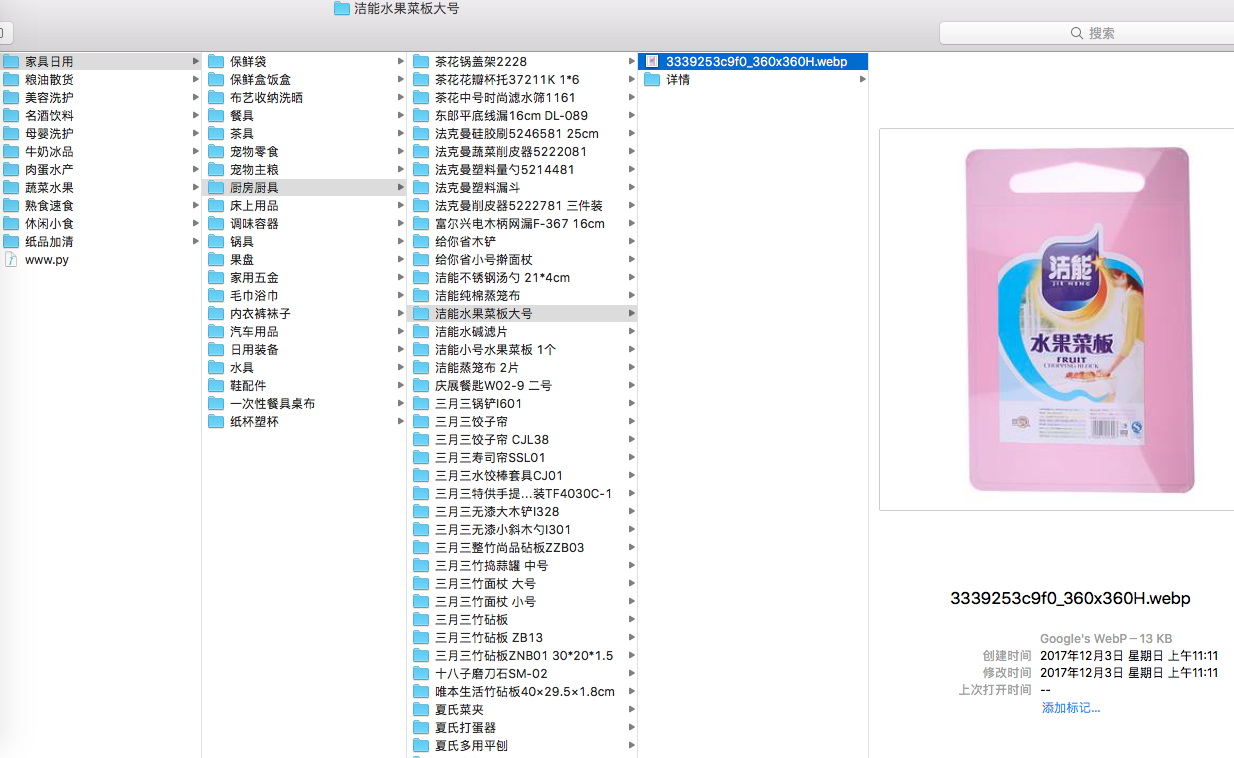 洁能水果菜板大号
搜索
家具日用
粮油散货
美容洗护
名酒饮料
母婴洗护
牛奶冰品
肉蛋水产
蔬菜水果
熟食速食
休闲小食
纸品加清
www.py
保鲜袋
保鲜盒饭盒
布艺收纳洗晒
餐具
茶具
宠物零食
宠物主粮
厨房厨具
床上用品
调味容器
锅具
果盘
家用五金
毛巾浴巾
内衣裤袜子
汽车用品
日用装备
水具
鞋配件
一次性餐具桌布
纸杯塑杯
茶花锅盖架2228
茶花花瓣杯托37211K 1*6
茶花中号时尚滤水筛1161
东郎平底线漏16cm DL-089
法克曼硅胶刷5246581 25cm
法克曼蔬菜削皮器5222081
法克曼塑料量勺5214481
法克曼塑料漏斗
法克曼削皮器5222781 三件装
富尔兴电木柄网漏F-367 16cm
给你省木铲
给你省小号擀面杖
洁能不锈钢汤勺 21*4cm
洁能纯棉蒸笼布
洁能水果菜板大号
洁能水碱滤片
洁能小号水果菜板 1个
洁能蒸笼布 2片
庆展餐匙W02-9 二号
三月三锅铲I601
三月三饺子帘
三月三饺子帘 CJL38
三月三寿司帘SSL01
三月三水饺棒套具CJ01
三月三特供手提...装TF4030C-1
三月三无漆大木铲I328
三月三无漆小斜木勺I301
三月三整竹尚品砧板ZZB03
三月三竹捣蒜罐 中号
三月三竹面杖 大号
三月三竹面杖 小号
三月三竹砧板
三月三竹砧板 ZB13
三月三竹砧板ZNB01 30*20*1.5
十八子磨刀石SM-02
唯本生活竹砧板40×29.5×1.8cm
夏氏菜夹
夏氏打蛋器
夏氏多用平刨
3339253c9f0_360x360H.webp
详情
洁能
JIE NENG
水果菜板
FRUIT
CHOPPING BLOCK
3339253c9f0_360x360H.webp
Google's WebP－13 KB
创建时间 2017年12月3日 星期日 上午11:11
修改时间 2017年12月3日 星期日 上午11:11
上次打开时间 --
添加标记...